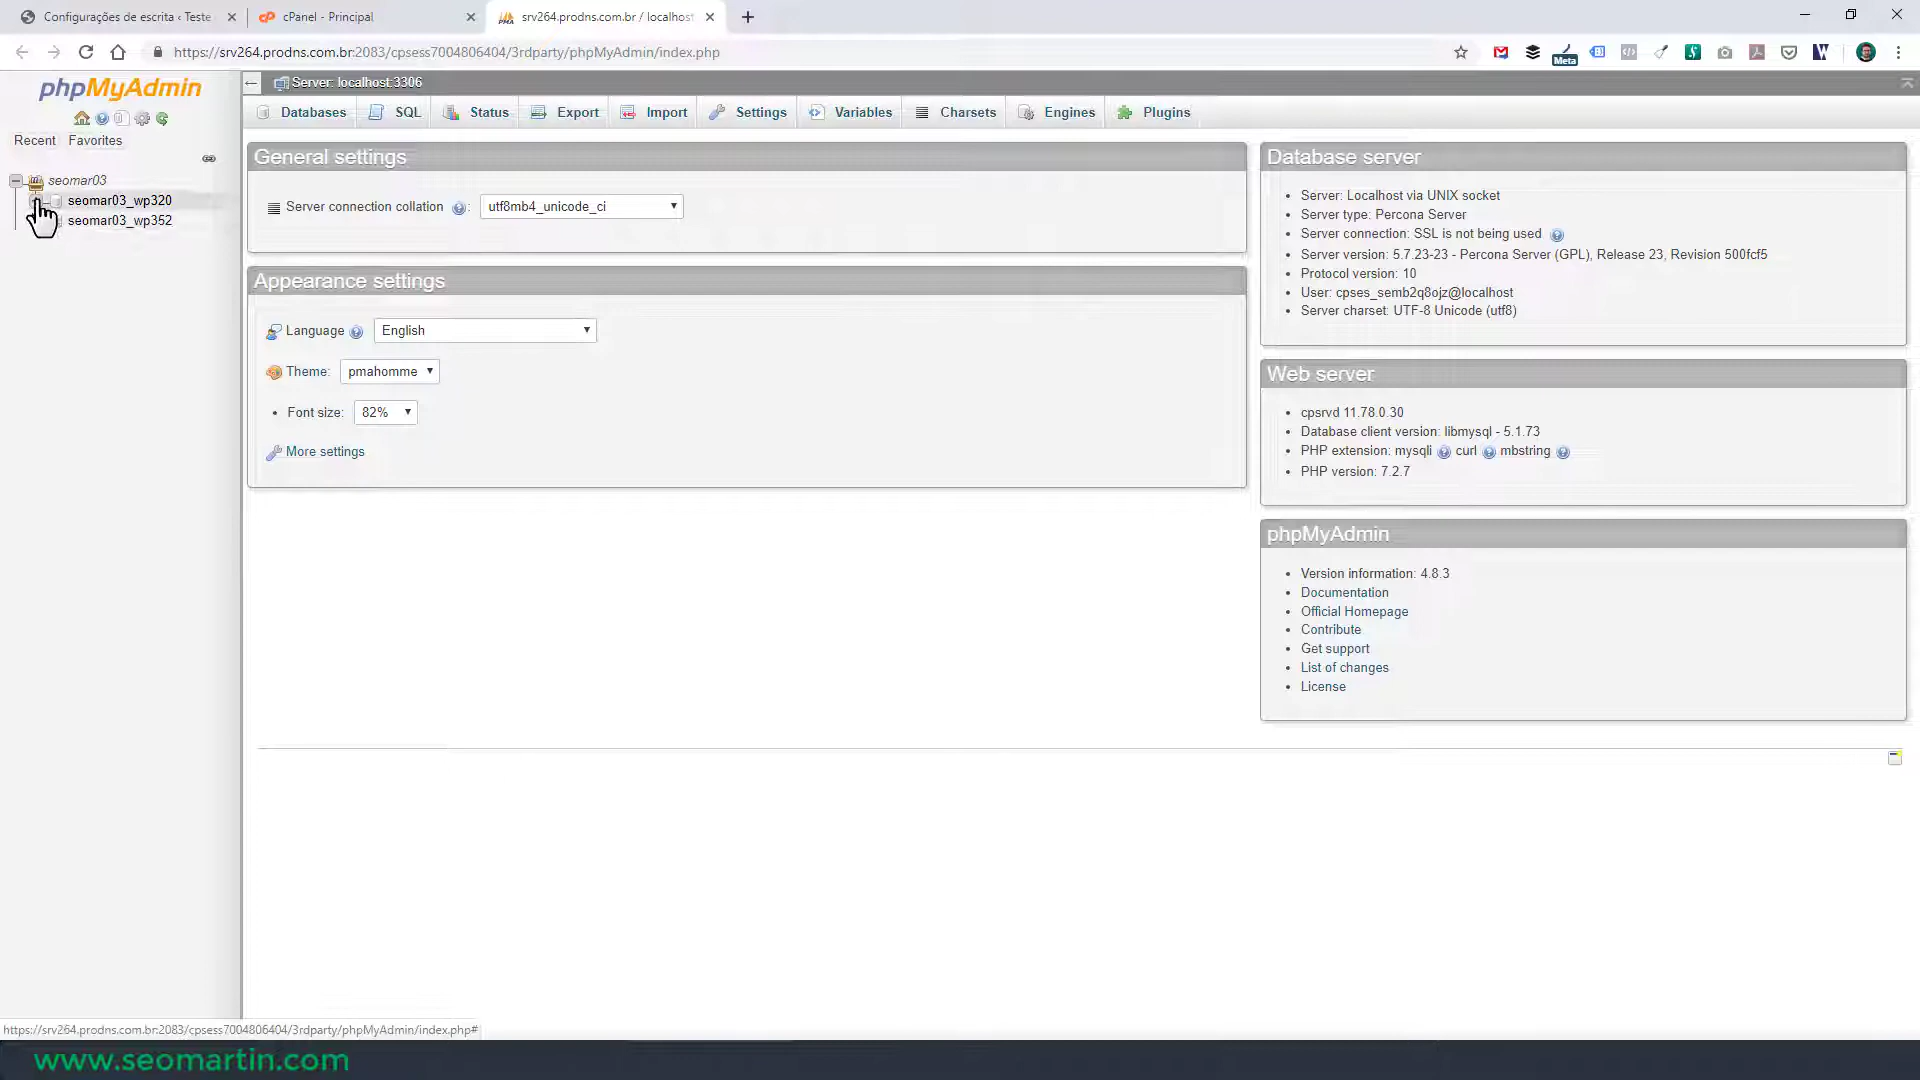 Configurações de escrita ‹ Teste
cPanel - Principal
srv264.prodns.com.br / localhost
https://srv264.prodns.com.br:2083/cpsess7004806404/3rdparty/phpMyAdmin/index.php
Meta
phpMyAdmin
Recent Favorites
seomar03
seomar03_wp320
seomar03_wp352
Server: localhost:3306
Databases SQL Status Export Import Settings Variables Charsets Engines Plugins
General settings
Server connection collation : utf8mb4_unicode_ci
Appearance settings
Language English
Theme: pmahomme
• Font size: 82%
More settings
Database server
• Server: Localhost via UNIX socket
• Server type: Percona Server
• Server connection: SSL is not being used
• Server version: 5.7.23-23 - Percona Server (GPL), Release 23, Revision 500fcf5
• Protocol version: 10
• User: cpses_semb2q8ojz@localhost
• Server charset: UTF-8 Unicode (utf8)
Web server
• cpsrvd 11.78.0.30
• Database client version: libmysql - 5.1.73
• PHP extension: mysqli curl mbstring
• PHP version: 7.2.7
phpMyAdmin
• Version information: 4.8.3
• Documentation
• Official Homepage
• Contribute
• Get support
• List of changes
• License
https://srv264.prodns.com.br:2083/cpsess7004806404/3rdparty/phpMyAdmin/index.php#
www.seomartin.com